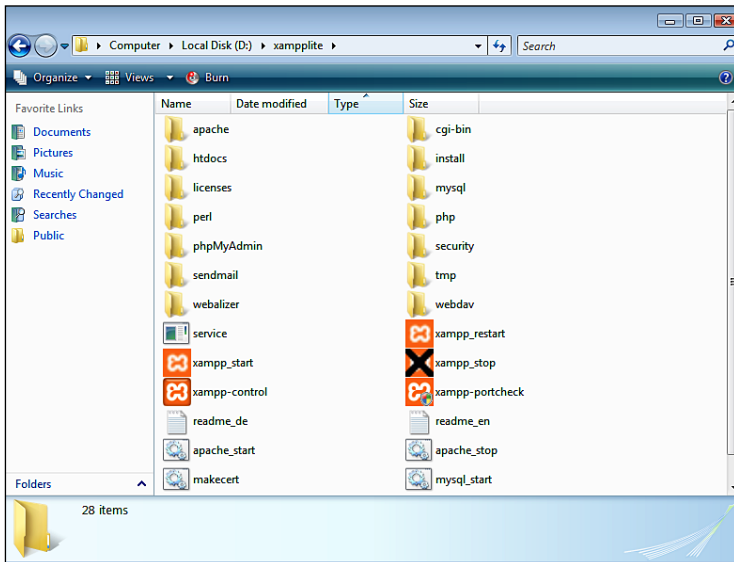 Computer Local Disk (D:) xampplite Search
Organize Views Burn ?
Favorite Links
Documents
Pictures
Music
Recently Changed
Searches
Public
Folders
Name Date modified Type Size
apache cgi-bin
htdocs install
licenses mysql
perl php
phpMyAdmin security
sendmail tmp
webalizer webdav
service xampp_restart
xampp_start xampp_stop
xampp-control xampp-portcheck
readme_de readme_en
apache_start apache_stop
makecert mysql_start
28 items